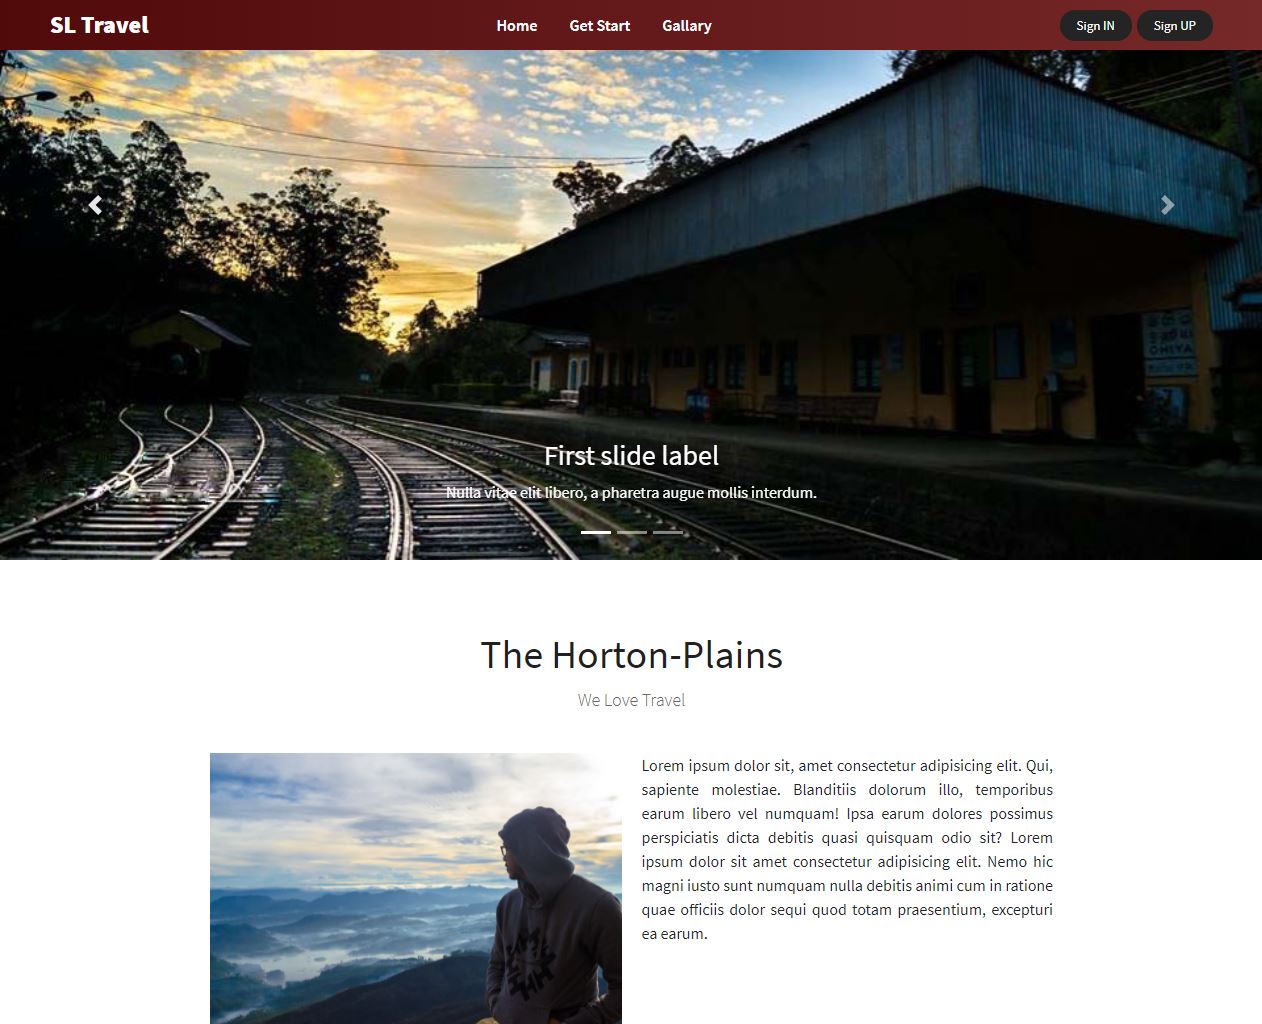 SL Travel
Home Get Start Gallary
Sign IN Sign UP
OHIYA
First slide label
Nulla vitae elit libero, a pharetra augue mollis interdum.
The Horton-Plains
We Love Travel
Lorem ipsum dolor sit, amet consectetur adipisicing elit. Qui,
sapiente molestiae. Blanditiis dolorum illo, temporibus
earum libero vel numquam! Ipsa earum dolores possimus
perspiciatis dicta debitis quasi quisquam odio sit? Lorem
ipsum dolor sit amet consectetur adipisicing elit. Nemo hic
magni iusto sunt numquam nulla debitis animi cum in ratione
quae officiis dolor sequi quod totam praesentium, excepturi
ea earum.